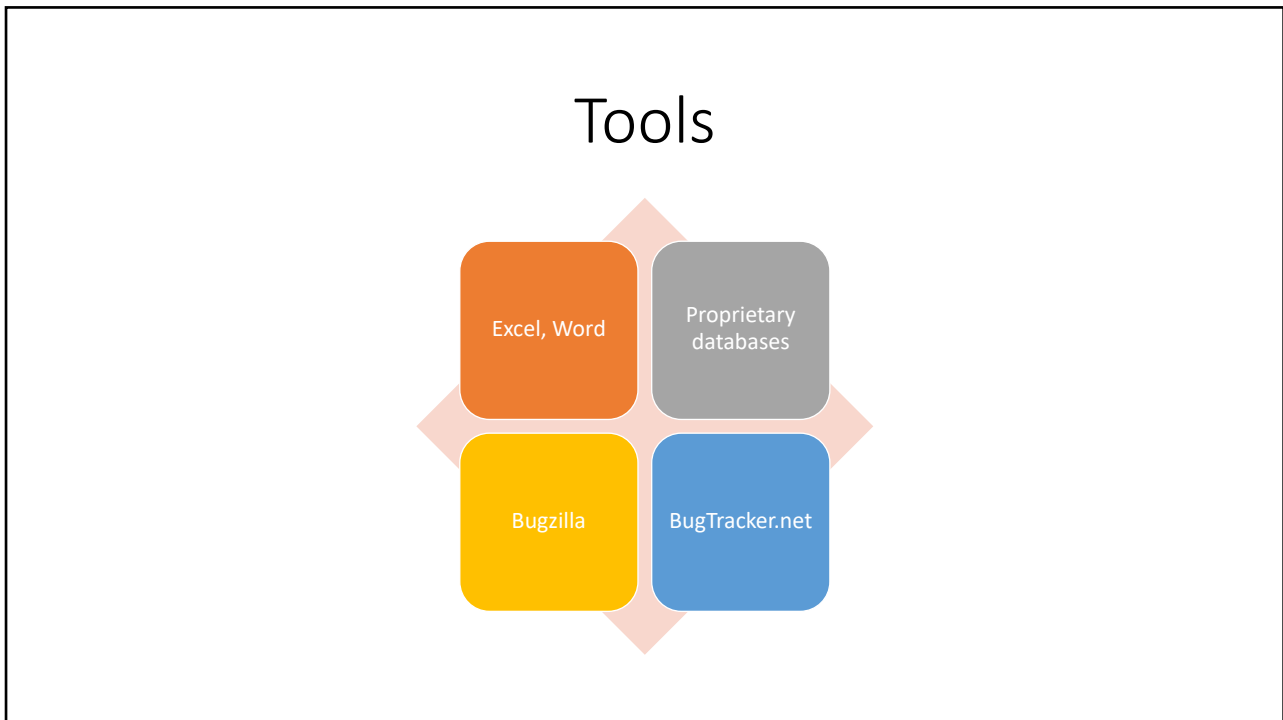 Tools
Excel, Word
Proprietary
databases
Bugzilla
BugTracker.net